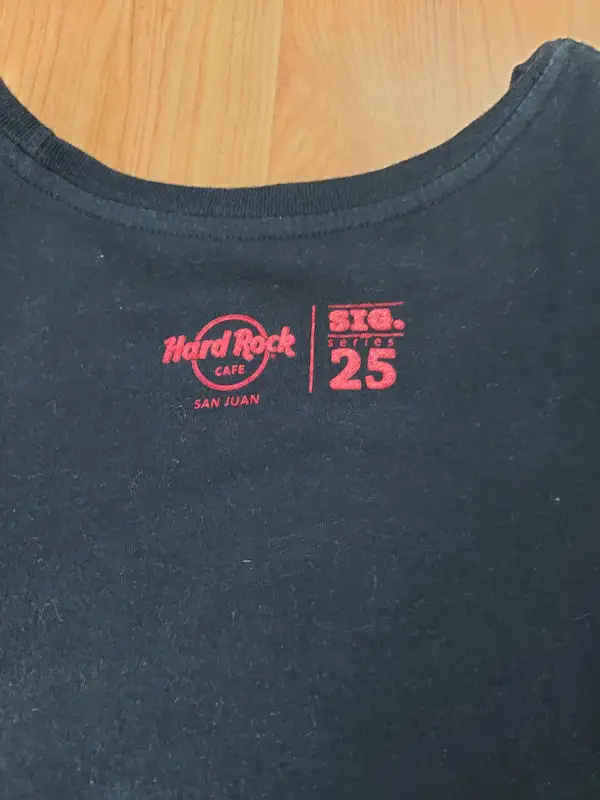 Hard Rock
CAFE
SAN JUAN
SIG.
series
25